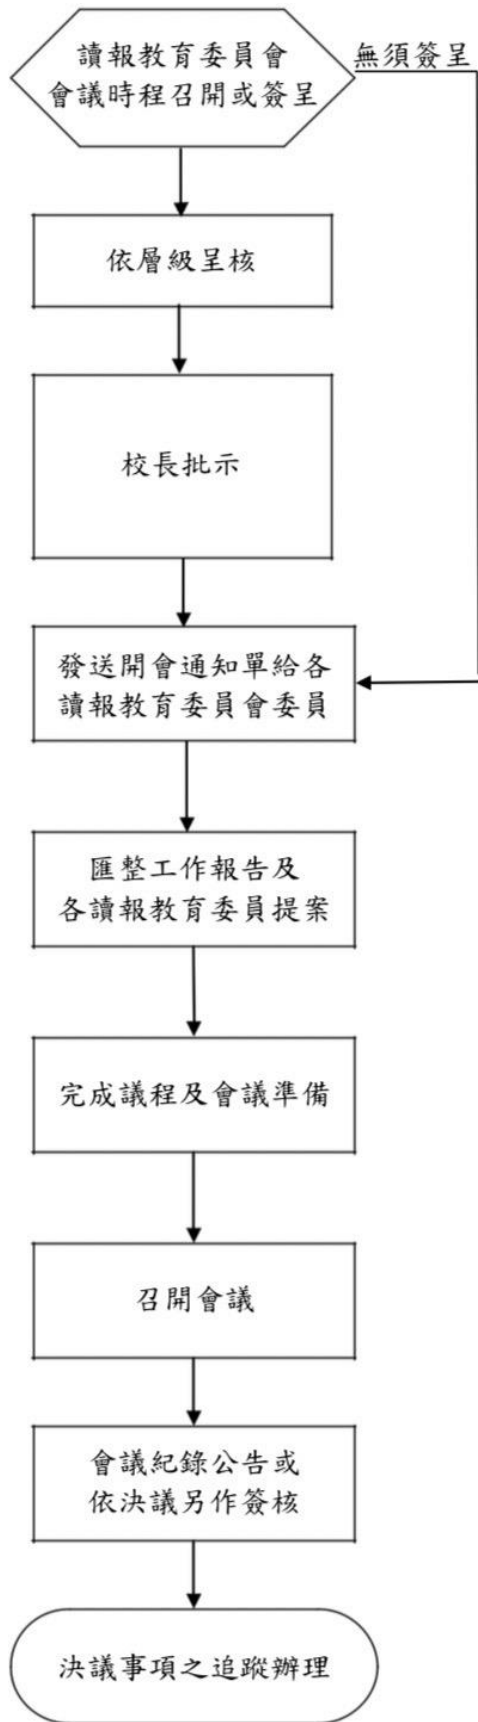 讀報教育委員會
會議時程召開或簽呈
無須簽呈
依層級呈核
校長批示
發送開會通知單給各
讀報教育委員會委員
匯整工作報告及
各讀報教育委員提案
完成議程及會議準備
召開會議
會議紀錄公告或
依決議另作簽核
決議事項之追蹤辦理